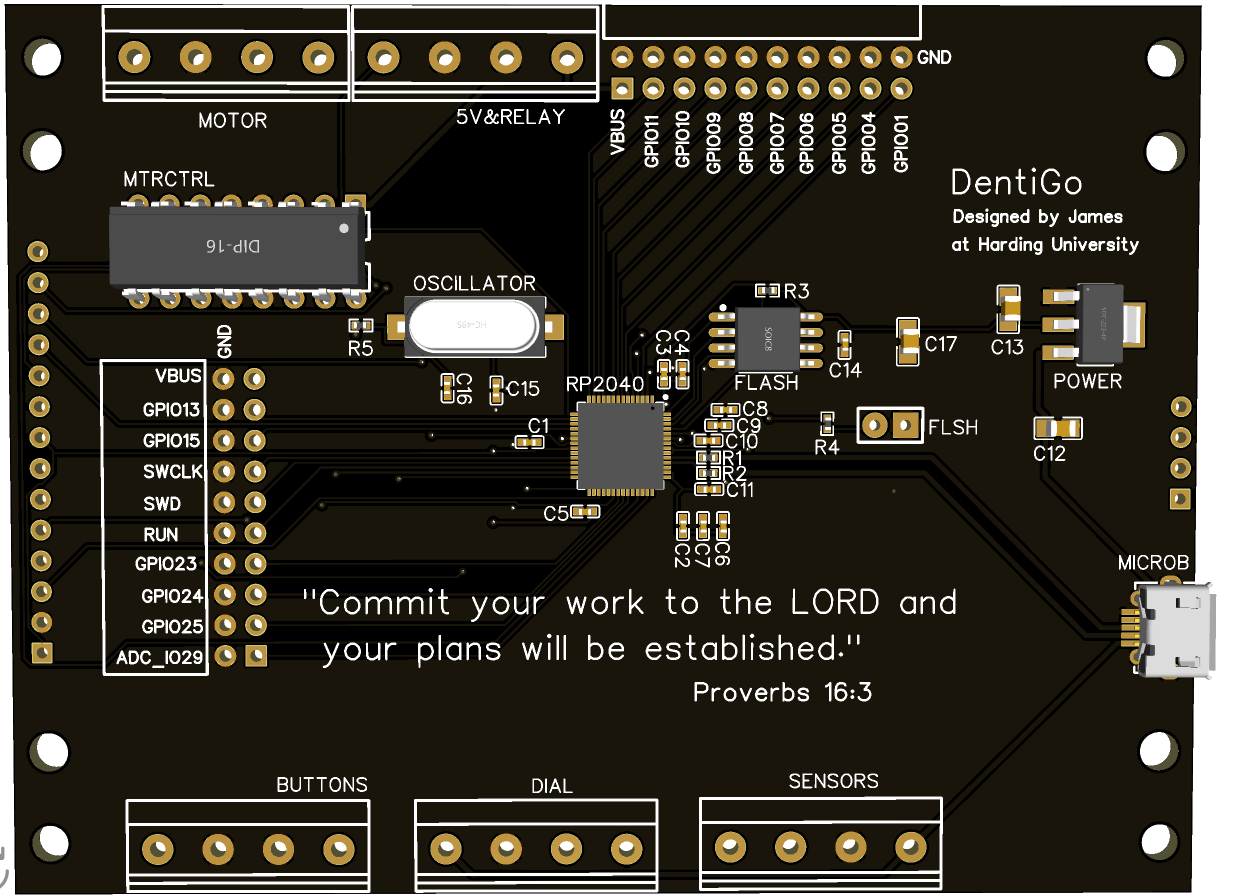 MOTOR
5V&RELAY
GND
VBUS
GPIO11
GPIO10
GPIO09
GPIO08
GPIO07
GPIO06
GPIO05
GPIO04
GPIO01
MTRCTRL
DIP-16
DentiGo
Designed by James
at Harding University
OSCILLATOR
HC-49S
R5
R3
SOIC8
FLASH
C3
C4
C14
C17
C13
POWER
GND
VBUS
GPIO13
GPIO15
SWCLK
SWD
RUN
GPIO23
GPIO24
GPIO25
ADC_IO29
C16
C15
RP2040
C1
C5
C8
C9
C10
R1
R2
C11
C2
C7
C6
R4
FLSH
C12
MICROB
"Commit your work to the LORD and
your plans will be established."
Proverbs 16:3
BUTTONS
DIAL
SENSORS